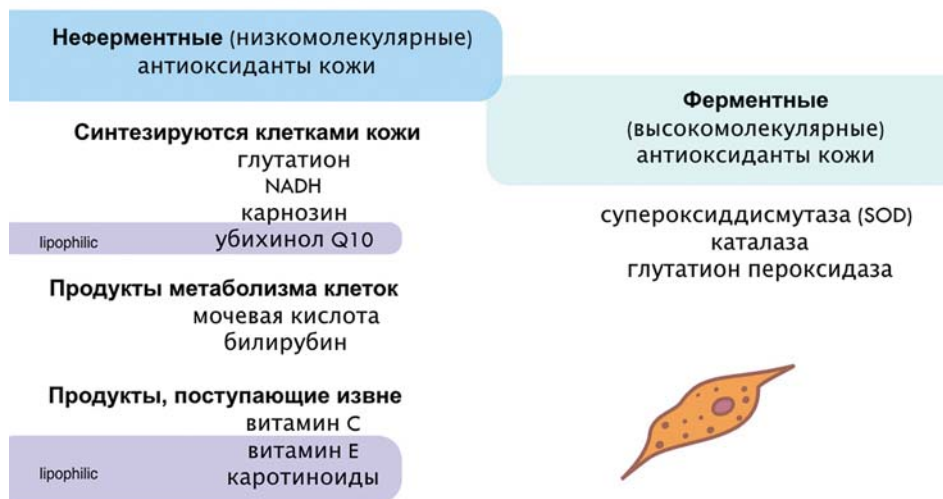 Неферментные (низкомолекулярные)
антиоксиданты кожи
Синтезируются клетками кожи
глутатион
NADH
карнозин
lipophilic убихинол Q10
Продукты метаболизма клеток
мочевая кислота
билирубин
Продукты, поступающие извне
витамин С
витамин Е
lipophilic каротиноиды
Ферментные
(высокомолекулярные)
антиоксиданты кожи
супероксиддисмутаза (SOD)
каталаза
глутатион пероксидаза